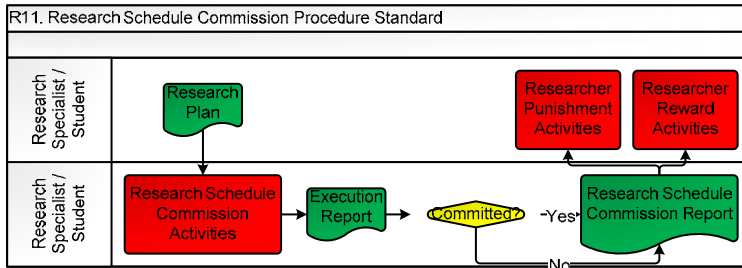 R11. Research Schedule Commission Procedure Standard
Research
Specialist /
Student
Research
Plan
Researcher
Punishment
Activities
Researcher
Reward
Activities
Research
Specialist /
Student
Research Schedule
Commission
Activities
Execution
Report
Committed?
Yes
Research Schedule
Commission Report
No